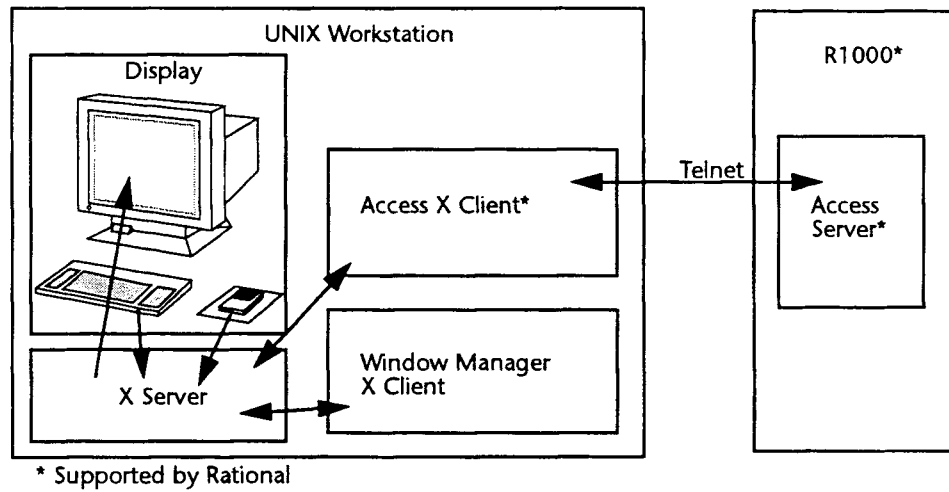 UNIX Workstation
R1000*
Display
Telnet
Access X Client*
Access
Server*
Window Manager
X Client
X Server
* Supported by Rational